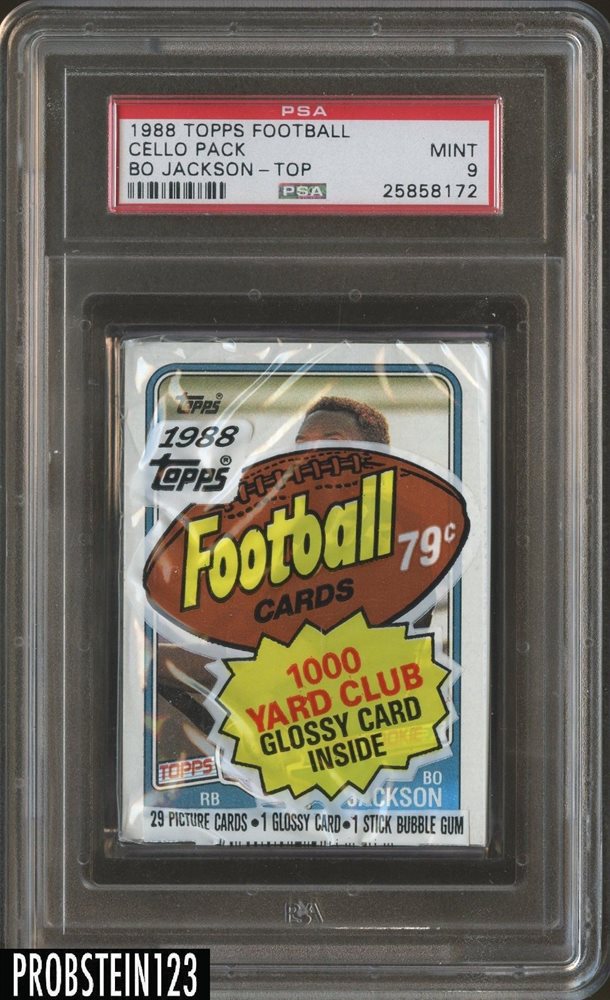 PSA
1988 TOPPS FOOTBALL
CELLO PACK MINT
BO JACKSON - TOP 9
PSA 25858172
TOPPS®
1988
TOPPS®
Football
79¢
CARDS
1000
YARD CLUB
GLOSSY CARD
INSIDE
TOPPS
RB
BO
JACKSON
29 PICTURE CARDS • 1 GLOSSY CARD • 1 STICK BUBBLE GUM
PSA
PROBSTEIN123